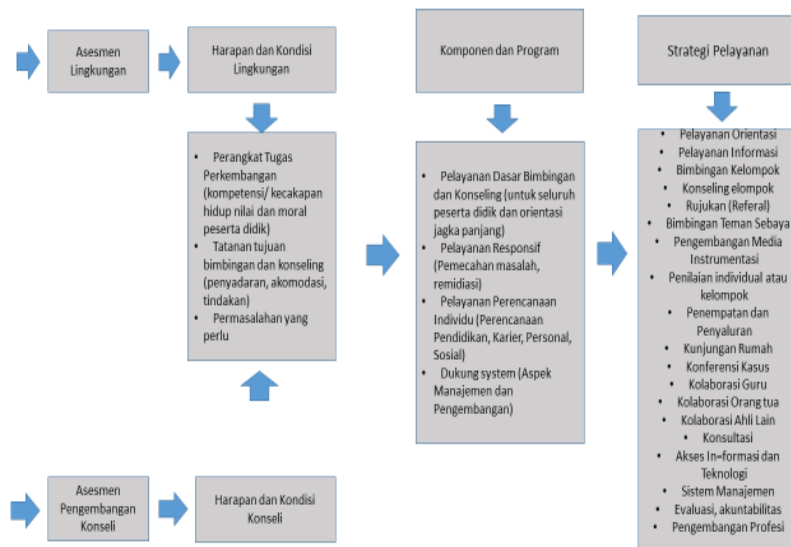 Asesmen
Lingkungan
Harapan dan Kondisi
Lingkungan
• Perangkat Tugas
Perkembangan
(kompetensi/ kecakapan
hidup nilai dan moral
peserta didik)
• Tatanan tujuan
bimbingan dan konseling
(penyadaran, akomodasi,
tindakan)
• Permasalahan yang
perlu
Asesmen
Pengembangan
Konseli
Harapan dan Kondisi
Konseli
Komponen dan Program
• Pelayanan Dasar Bimbingan
dan Konseling (untuk seluruh
peserta didik dan orientasi
jagka panjang)
• Pelayanan Responsif
(Pemecahan masalah,
remidiasi)
• Pelayanan Perencanaan
Individu (Perencanaan
Pendidikan, Karier, Personal,
Sosial)
• Dukung system (Aspek
Manajemen dan
Pengembangan)
Strategi Pelayanan
• Pelayanan Orientasi
• Pelayanan Informasi
• Bimbingan Kelompok
• Konseling elompok
• Rujukan (Referal)
• Bimbingan Teman Sebaya
• Pengembangan Media
Instrumentasi
• Penilaian individual atau
kelompok
• Penempatan dan
Penyaluran
• Kunjungan Rumah
• Konferensi Kasus
• Kolaborasi Guru
• Kolaborasi Orang tua
• Kolaborasi Ahli Lain
• Konsultasi
• Akses In=formasi dan
Teknologi
• Sistem Manajemen
• Evaluasi, akuntabilitas
• Pengembangan Profesi